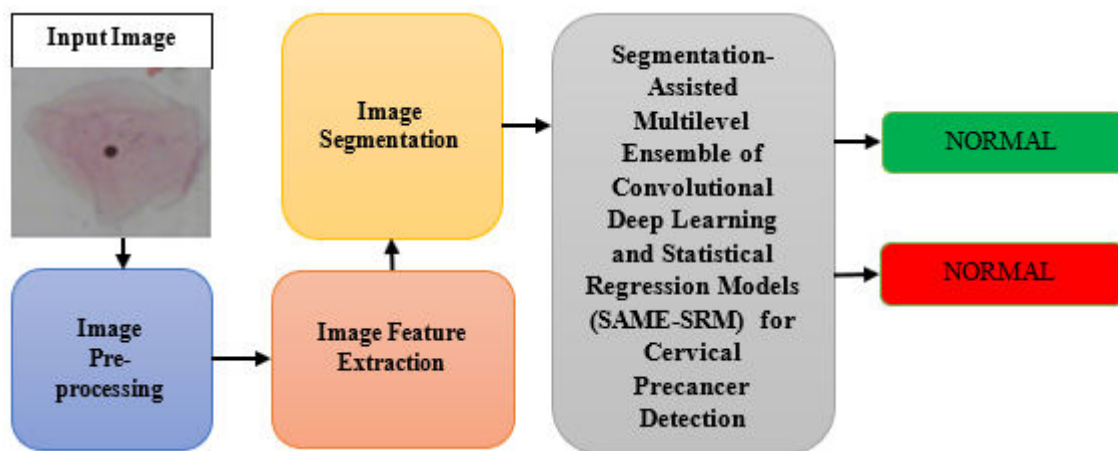 Input Image
Image
Pre-
processing
Image Feature
Extraction
Image
Segmentation
Segmentation-
Assisted
Multilevel
Ensemble of
Convolutional
Deep Learning
and Statistical
Regression Models
(SAME-SRM) for
Cervical
Precancer
Detection
NORMAL
NORMAL